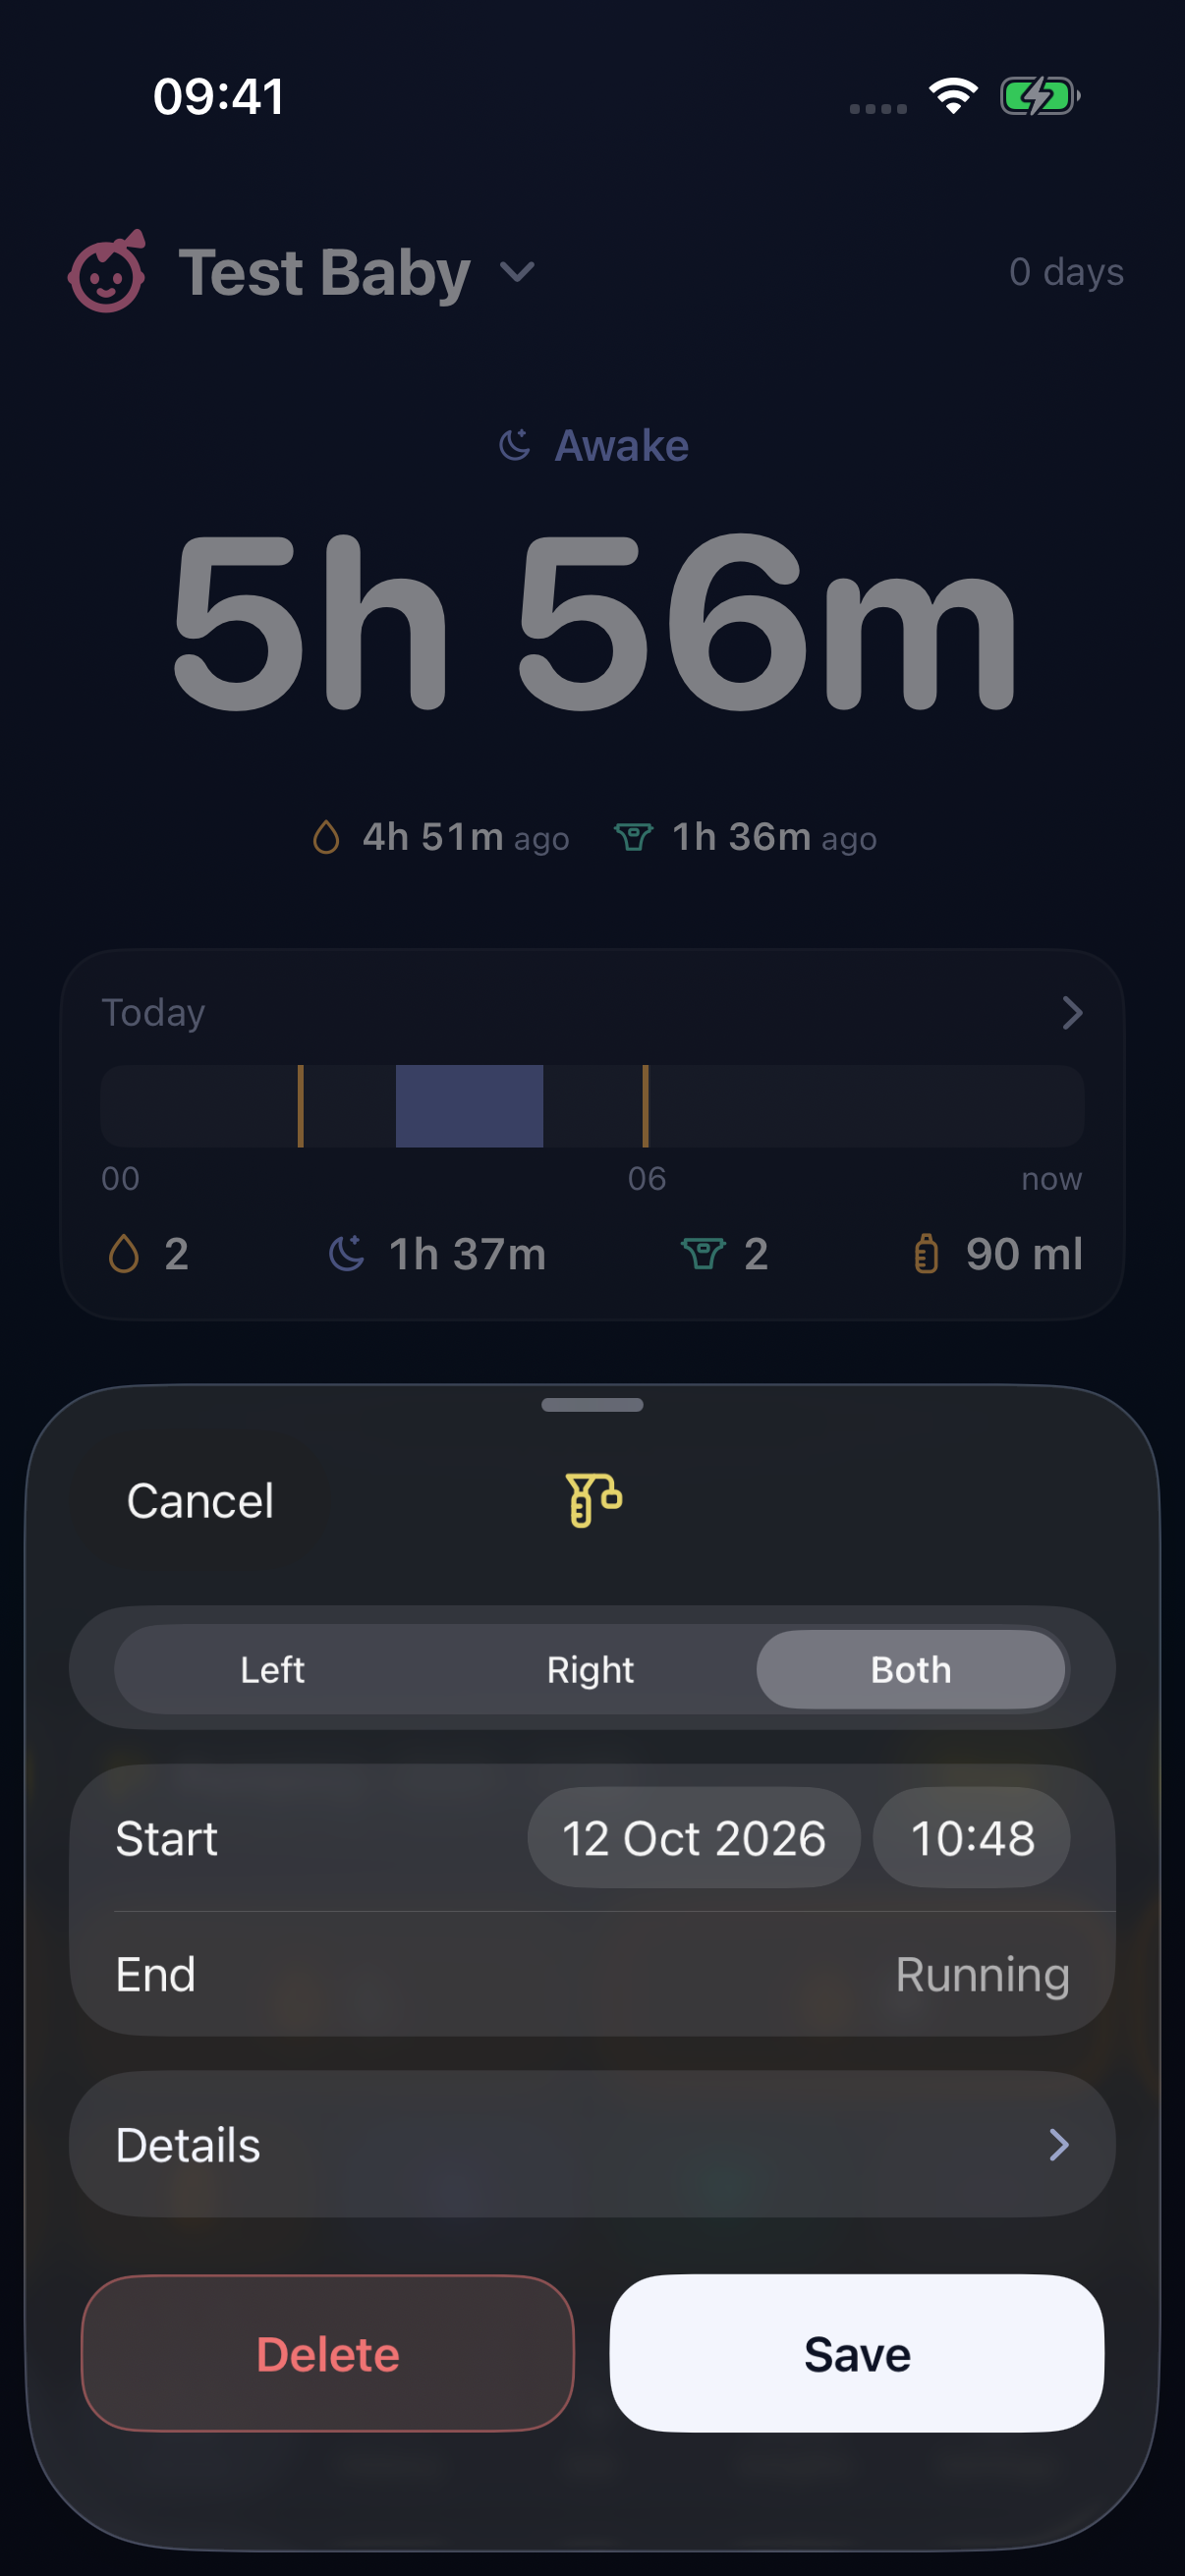 09:41
Test Baby
0 days
Awake
5h 56m
4h 51m ago 1h 36m ago
Today
00 06 now
2 1h 37m 2 90 ml
Cancel
Left Right Both
Start 12 Oct 2026 10:48
End Running
Details
Delete Save